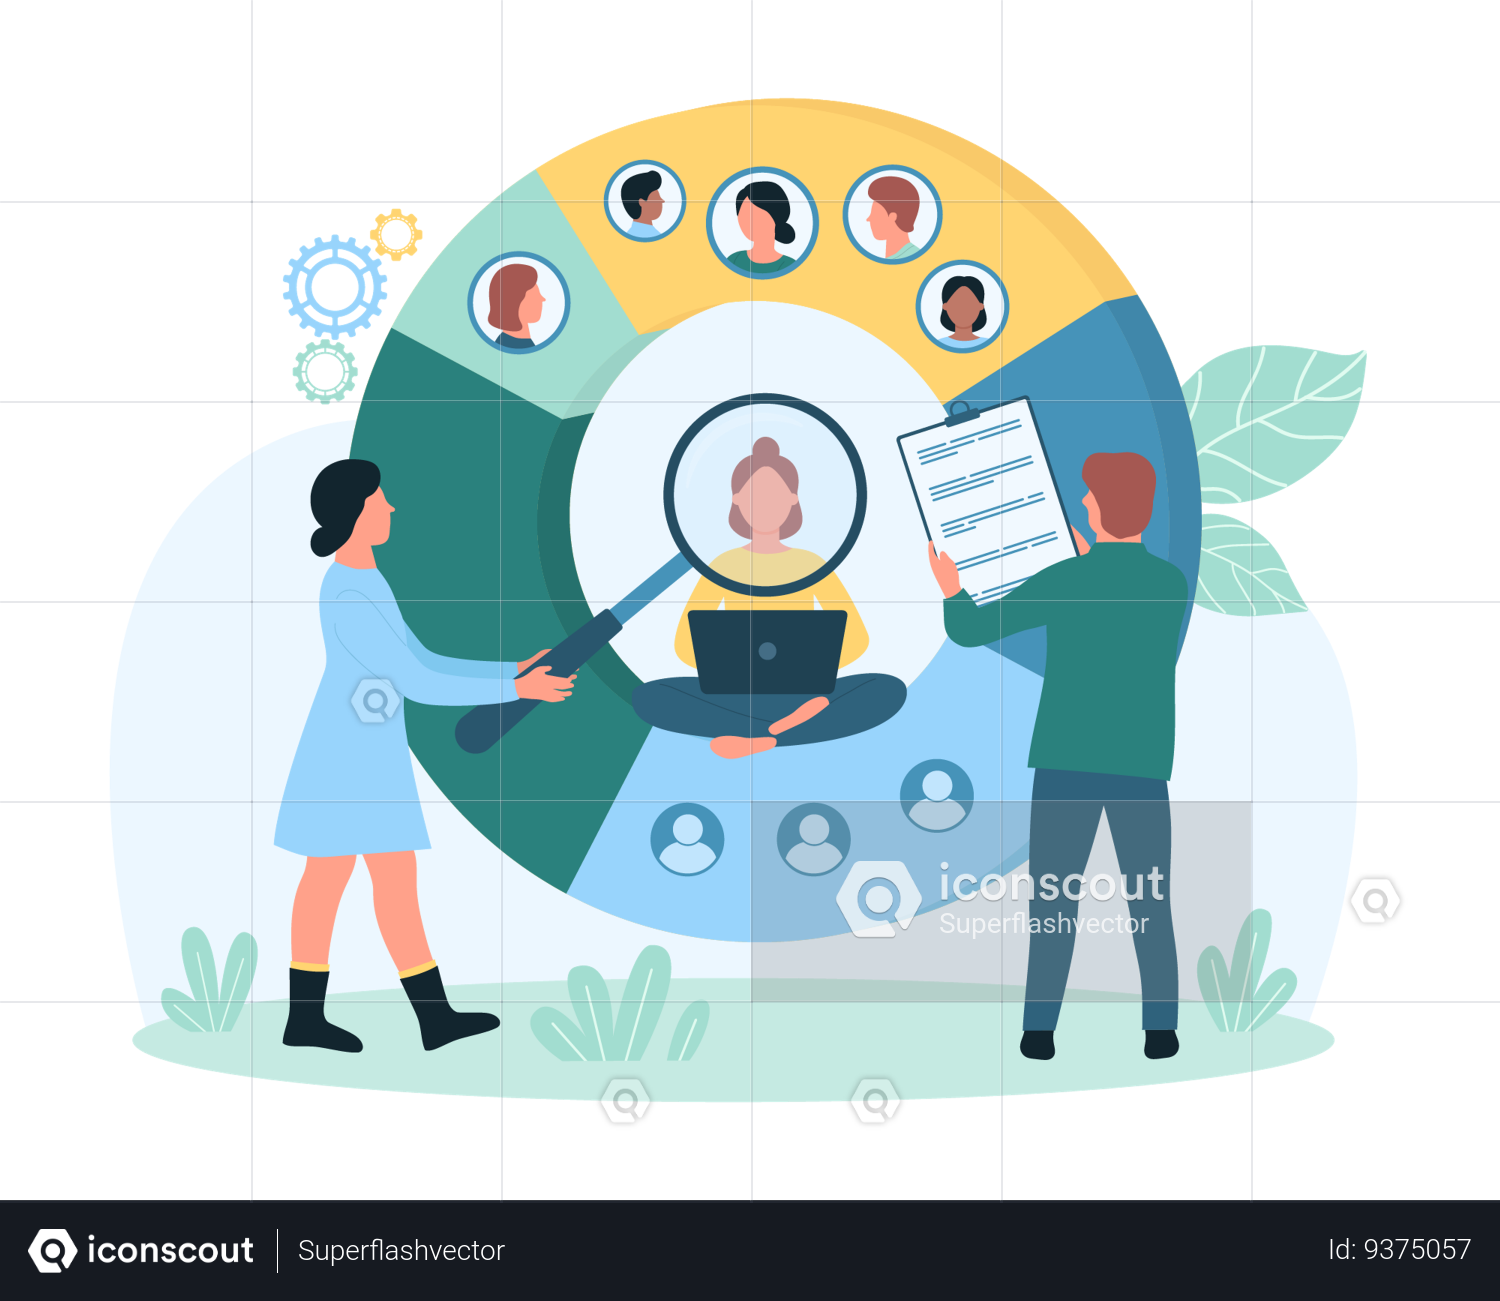 iconscout
Superflashvector
iconscout
Superflashvector
Id: 9375057